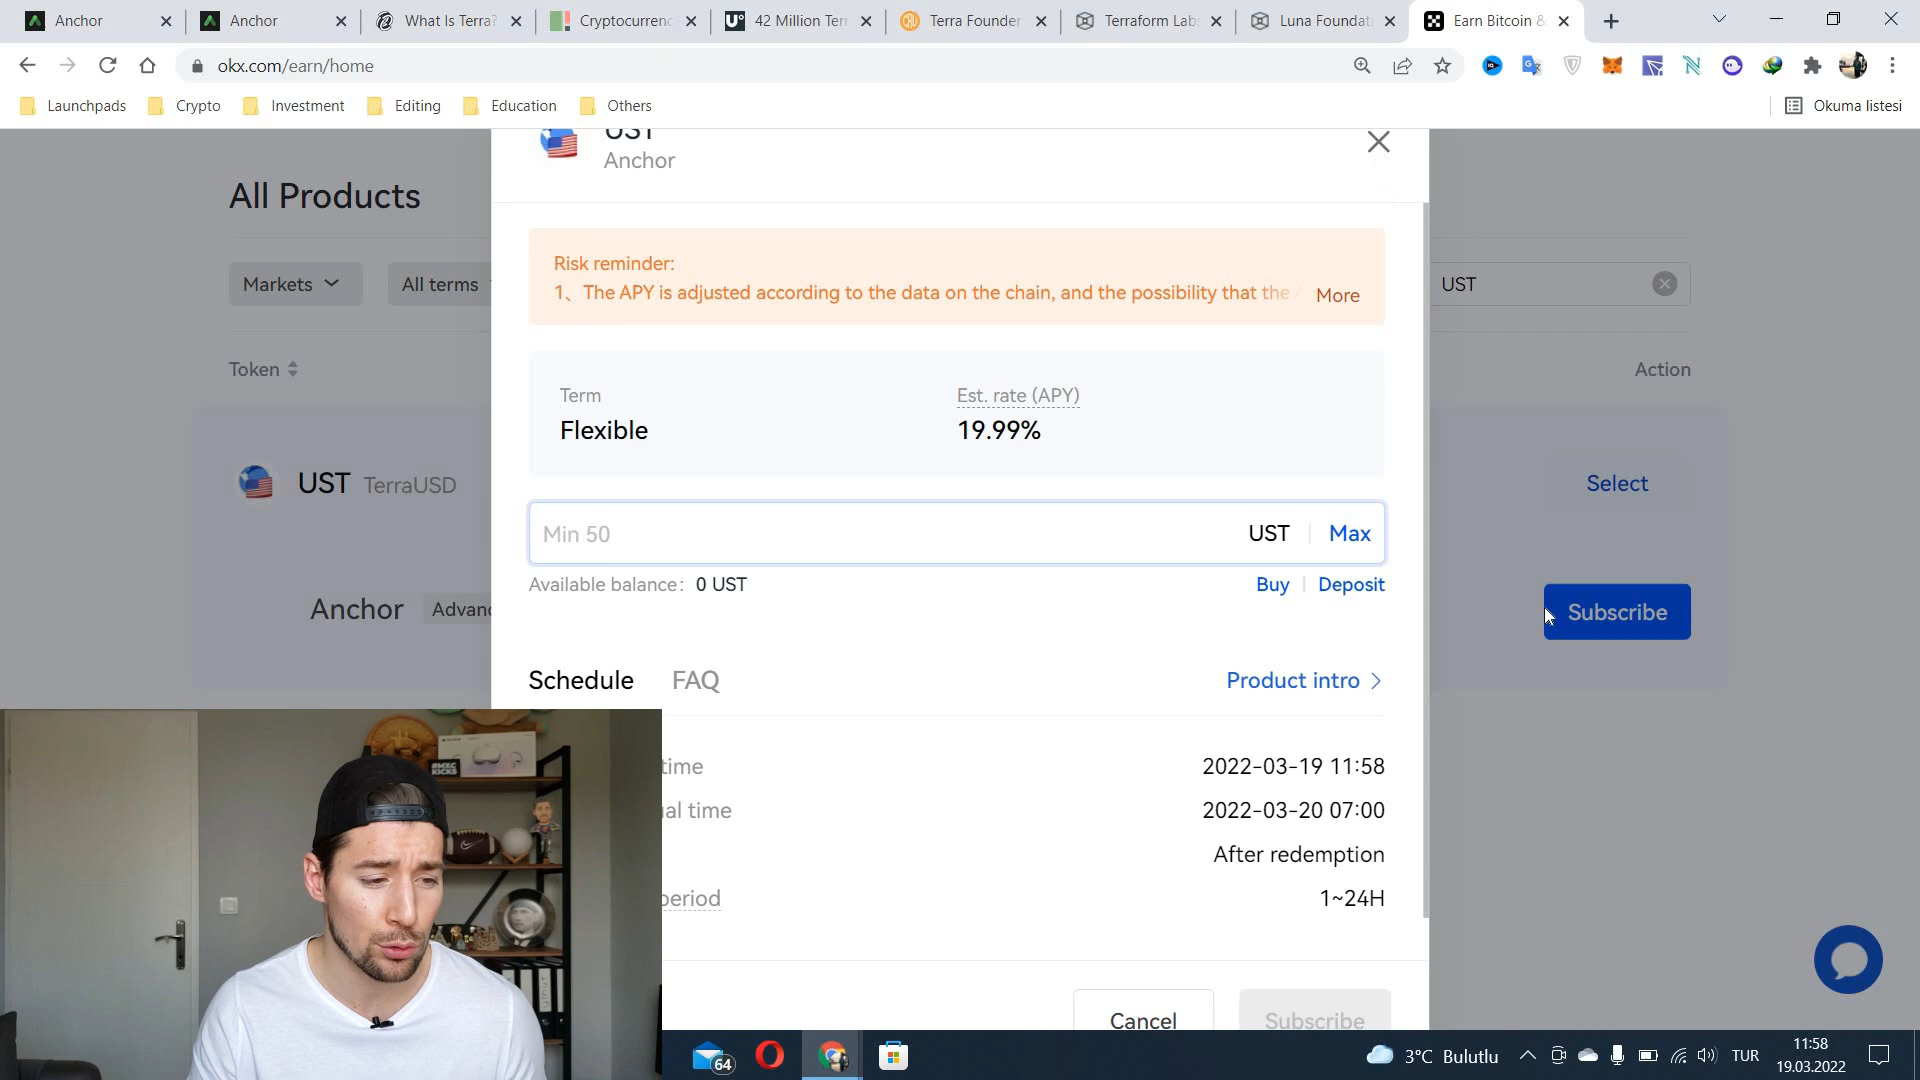 Anchor
Anchor
What Is Terra?
Cryptocurrenc
42 Million Terr
Terra Founder
Terraform Lab
Luna Foundat
Earn Bitcoin &
okx.com/earn/home
Launchpads
Crypto
Investment
Editing
Education
Others
Okuma listesi
UST
Anchor
All Products
Risk reminder:
1、The APY is adjusted according to the data on the chain, and the possibility that the
More
Markets
All terms
UST
Token
Action
Term
Est. rate (APY)
Flexible
19.99%
UST TerraUSD
Select
Min 50
UST
Max
Available balance: 0 UST
Buy
Deposit
Anchor
Advanc
Subscribe
Schedule
FAQ
Product intro
time
2022-03-19 11:58
ual time
2022-03-20 07:00
After redemption
period
1~24H
Cancel
Subscribe
64
3°C Bulutlu
TUR
11:58
19.03.2022